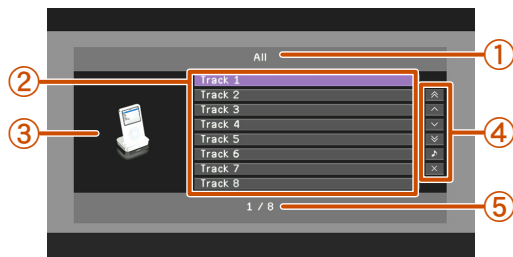 All
①
②
Track 1
Track 2
Track 3
③
Track 4
④
Track 5
Track 6
Track 7
Track 8
1 / 8
⑤